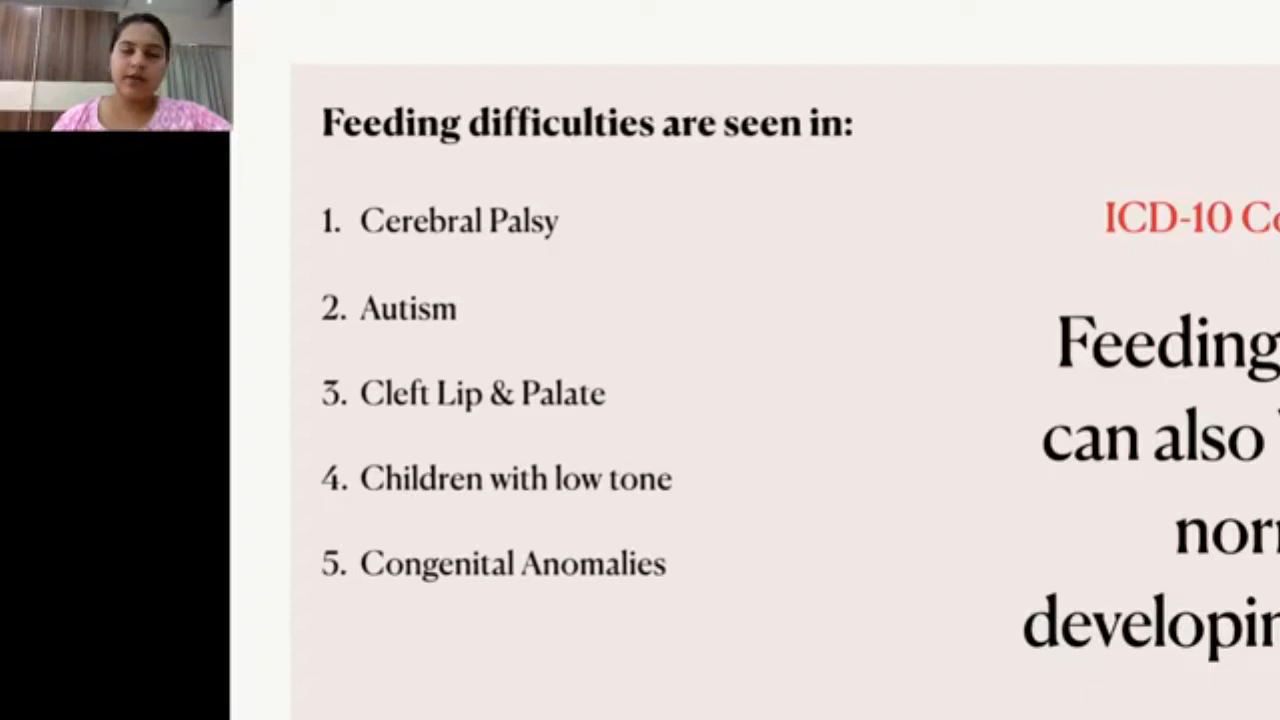 Feeding difficulties are seen in:
1. Cerebral Palsy
2. Autism
3. Cleft Lip & Palate
4. Children with low tone
5. Congenital Anomalies
ICD-10
Feeding
can also